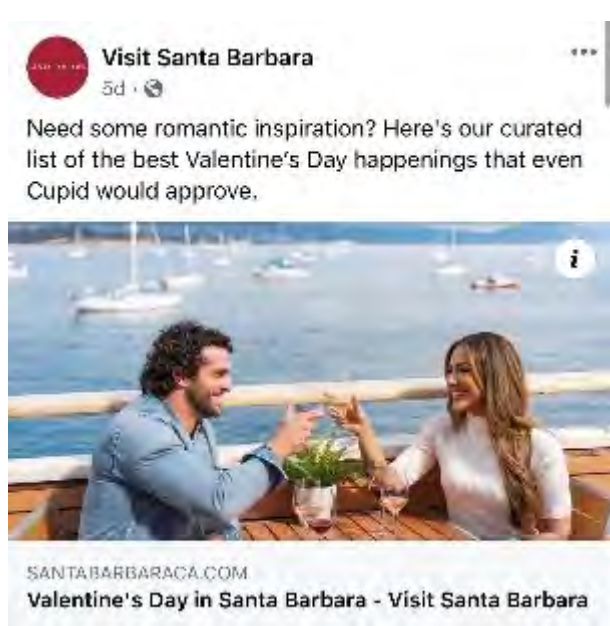 Visit Santa Barbara
5d ·
Need some romantic inspiration? Here's our curated
list of the best Valentine's Day happenings that even
Cupid would approve.
i
SANTABARBARACA.COM
Valentine's Day in Santa Barbara - Visit Santa Barbara